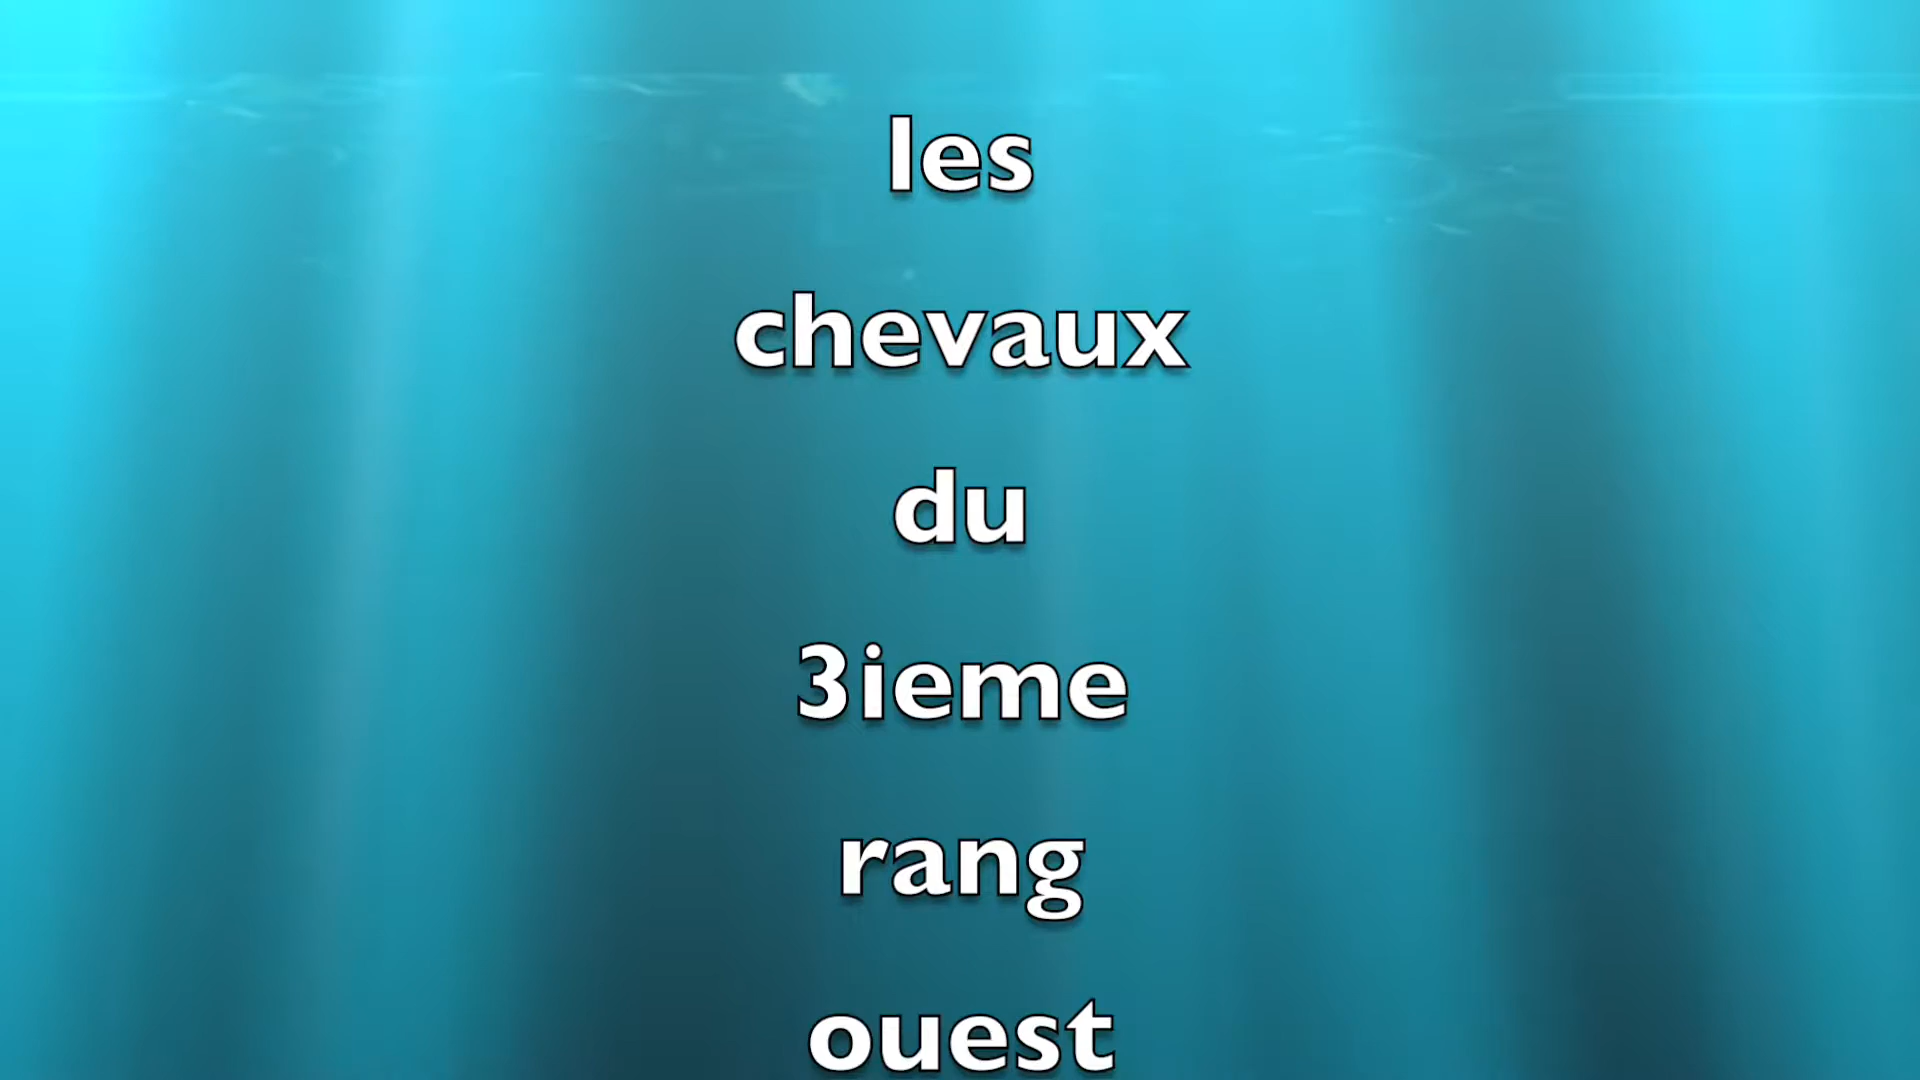 les
chevaux
du
3ieme
rang
ouest